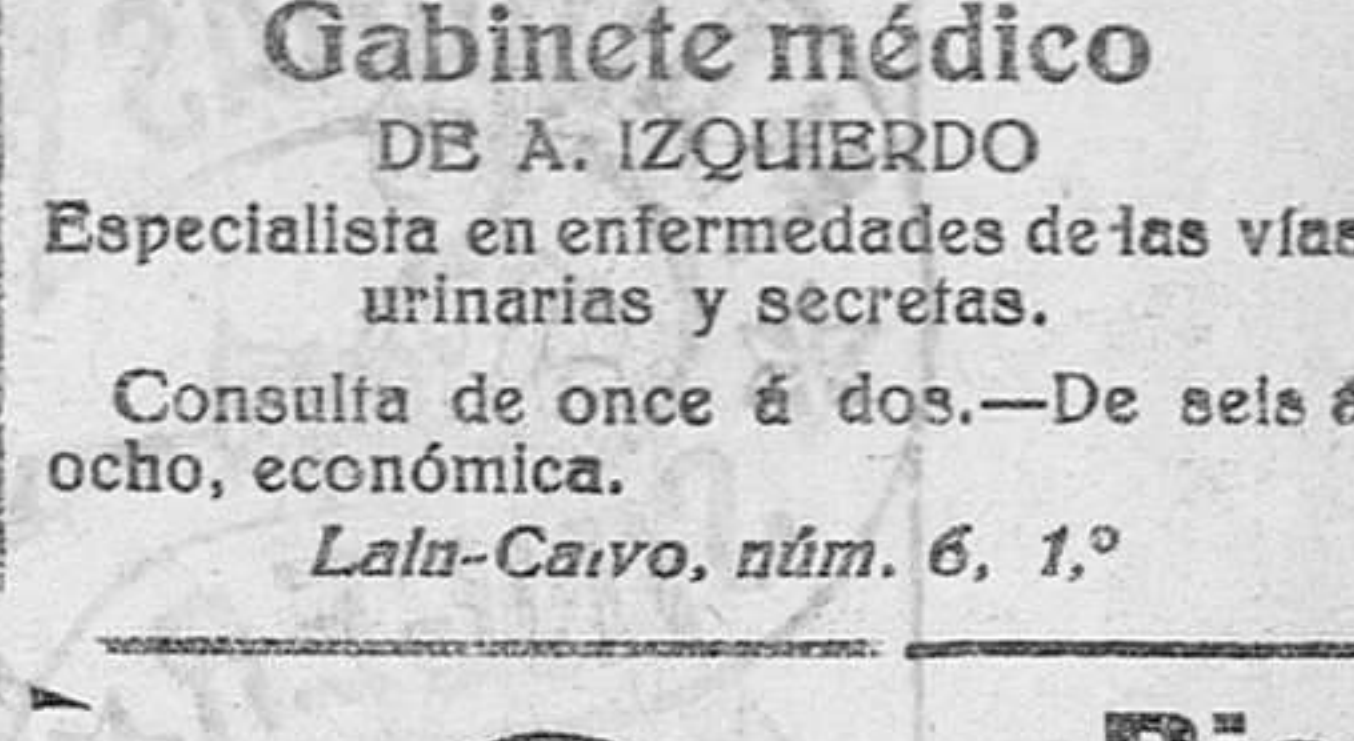 Gabinete médico
DE A. IZQUIERDO
Especialista en enfermedades de las vías
urinarias y secretas.
Consulta de once á dos.—De seis á
ocho, económica.
Lain-Calvo, núm. 6, 1,º